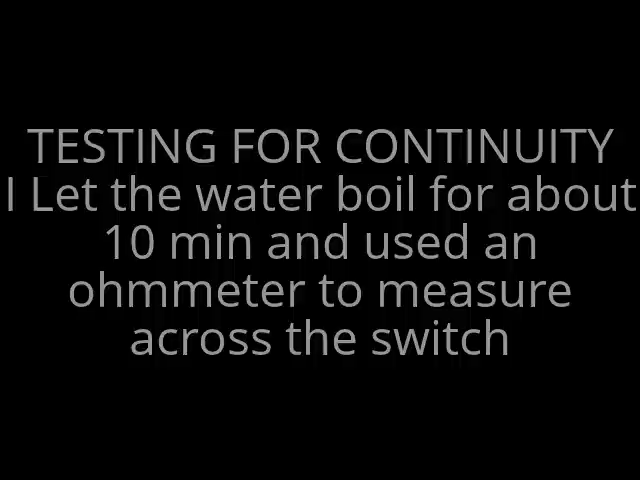 TESTING FOR CONTINUITY
I Let the water boil for about
10 min and used an
ohmmeter to measure
across the switch